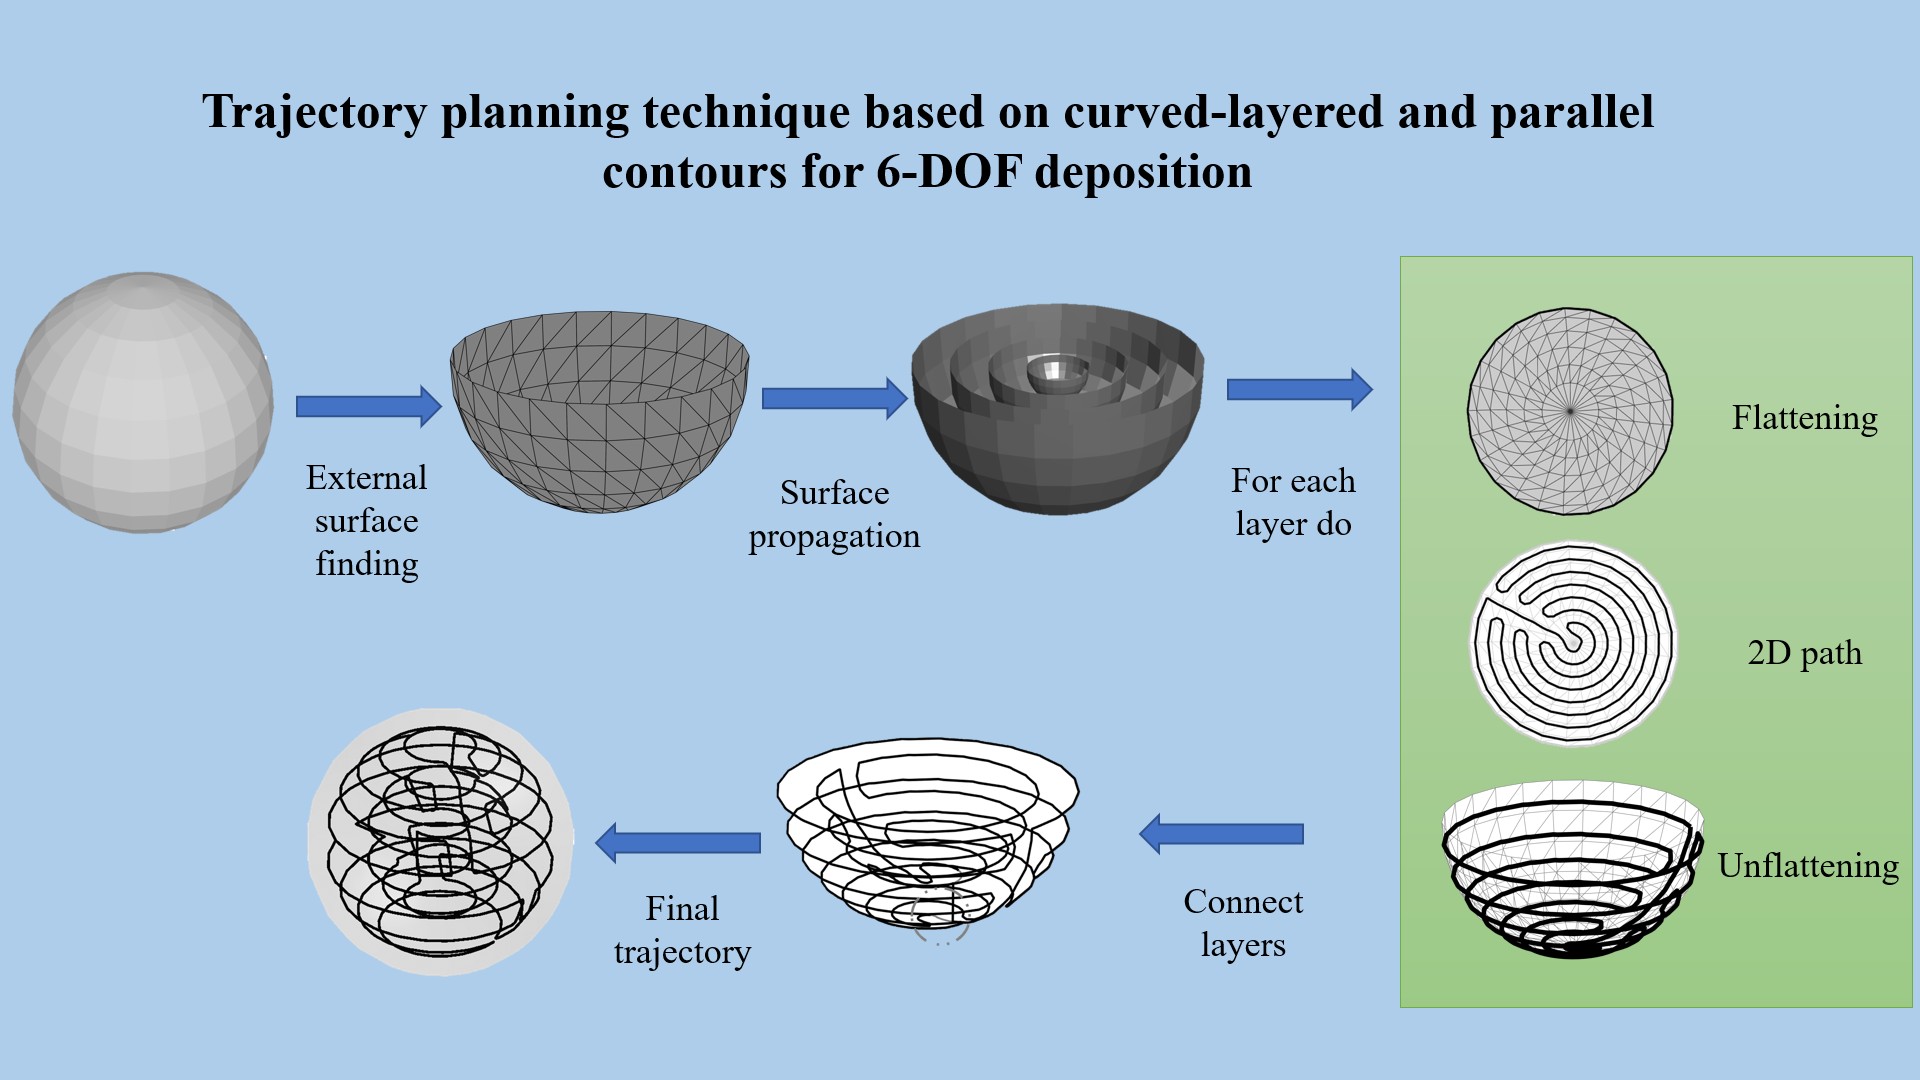 Trajectory planning technique based on curved-layered and parallel
contours for 6-DOF deposition
External
surface
finding
Surface
propagation
For each
layer do
Flattening
2D path
Unflattening
Connect
layers
Final
trajectory